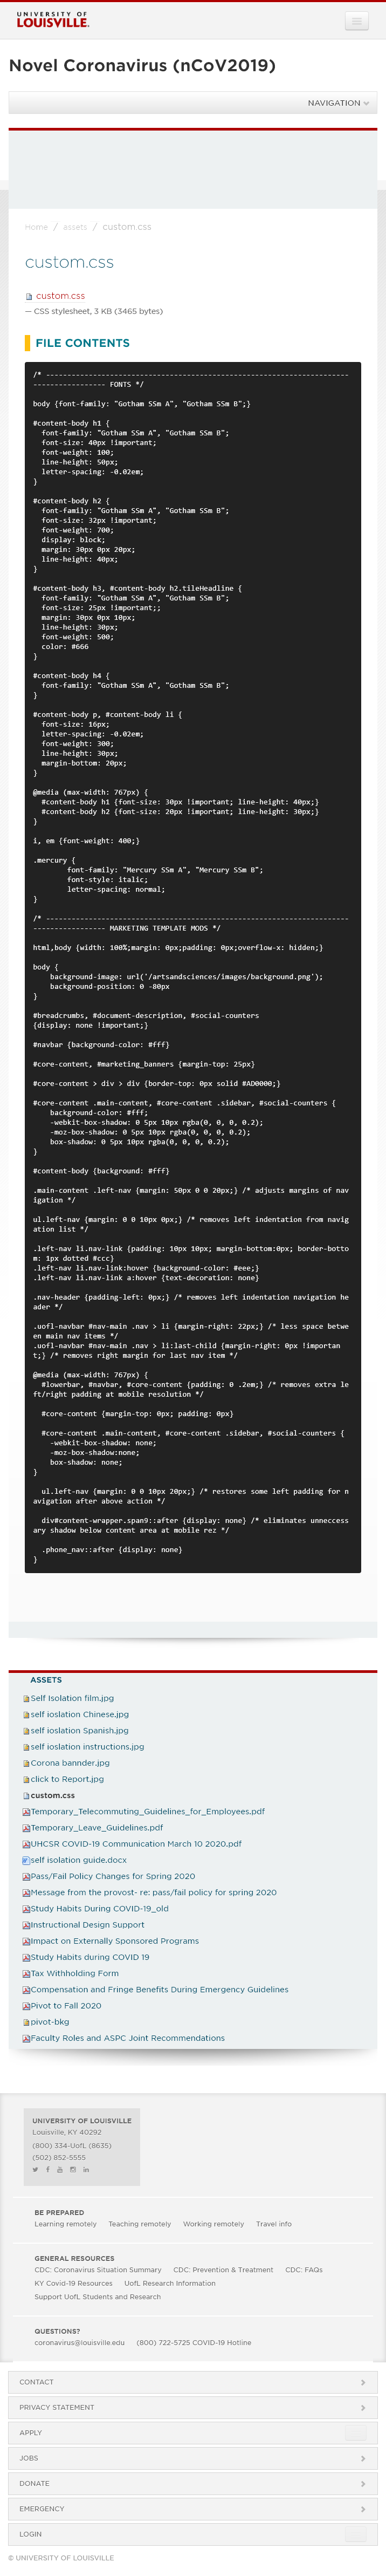 UNIVERSITY OF
LOUISVILLE.
Novel Coronavirus (nCoV2019)
NAVIGATION
Home / assets / custom.css
custom.css
custom.css
— CSS stylesheet, 3 KB (3465 bytes)
FILE CONTENTS
/* ----------------------------------------------------------------------
----------------- FONTS */
body {font-family: "Gotham SSm A", "Gotham SSm B";}
#content-body h1 {
font-family: "Gotham SSm A", "Gotham SSm B";
font-size: 40px !important;
font-weight: 100;
line-height: 50px;
letter-spacing: -0.02em;
}
#content-body h2 {
font-family: "Gotham SSm A", "Gotham SSm B";
font-size: 32px !important;
font-weight: 700;
display: block;
margin: 30px 0px 20px;
line-height: 40px;
}
#content-body h3, #content-body h2.tileHeadline {
font-family: "Gotham SSm A", "Gotham SSm B";
font-size: 25px !important;;
margin: 30px 0px 10px;
line-height: 30px;
font-weight: 500;
color: #666
}
#content-body h4 {
font-family: "Gotham SSm A", "Gotham SSm B";
}
#content-body p, #content-body li {
font-size: 16px;
letter-spacing: -0.02em;
font-weight: 300;
line-height: 30px;
margin-bottom: 20px;
}
@media (max-width: 767px) {
#content-body h1 {font-size: 30px !important; line-height: 40px;}
#content-body h2 {font-size: 20px !important; line-height: 30px;}
}
i, em {font-weight: 400;}
.mercury {
font-family: "Mercury SSm A", "Mercury SSm B";
font-style: italic;
letter-spacing: normal;
}
/* ----------------------------------------------------------------------
----------------- MARKETING TEMPLATE MODS */
html,body {width: 100%;margin: 0px;padding: 0px;overflow-x: hidden;}
body {
background-image: url('/artsandsciences/images/background.png');
background-position: 0 -80px
}
#breadcrumbs, #document-description, #social-counters
{display: none !important;}
#navbar {background-color: #fff}
#core-content, #marketing_banners {margin-top: 25px}
#core-content > div > div {border-top: 0px solid #AD0000;}
#core-content .main-content, #core-content .sidebar, #social-counters {
background-color: #fff;
-webkit-box-shadow: 0 5px 10px rgba(0, 0, 0, 0.2);
-moz-box-shadow: 0 5px 10px rgba(0, 0, 0, 0.2);
box-shadow: 0 5px 10px rgba(0, 0, 0, 0.2);
}
#content-body {background: #fff}
.main-content .left-nav {margin: 50px 0 0 20px;} /* adjusts margins of nav
igation */
ul.left-nav {margin: 0 0 10px 0px;} /* removes left indentation from navig
ation list */
.left-nav li.nav-link {padding: 10px 10px; margin-bottom:0px; border-botto
m: 1px dotted #ccc}
.left-nav li.nav-link:hover {background-color: #eee;}
.left-nav li.nav-link a:hover {text-decoration: none}
.nav-header {padding-left: 0px;} /* removes left indentation navigation he
ader */
.uofl-navbar #nav-main .nav > li {margin-right: 22px;} /* less space betwe
en main nav items */
.uofl-navbar #nav-main .nav > li:last-child {margin-right: 0px !importan
t;} /* removes right margin for last nav item */
@media (max-width: 767px) {
#lowerbar, #navbar, #core-content {padding: 0 .2em;} /* removes extra le
ft/right padding at mobile resolution */
#core-content {margin-top: 0px; padding: 0px}
#core-content .main-content, #core-content .sidebar, #social-counters {
-webkit-box-shadow: none;
-moz-box-shadow:none;
box-shadow: none;
}
ul.left-nav {margin: 0 0 10px 20px;} /* restores some left padding for n
avigation after above action */
div#content-wrapper.span9::after {display: none} /* eliminates unneccess
ary shadow below content area at mobile rez */
.phone_nav::after {display: none}
}
ASSETS
Self Isolation film.jpg
self ioslation Chinese.jpg
self ioslation Spanish.jpg
self ioslation instructions.jpg
Corona bannder.jpg
click to Report.jpg
custom.css
Temporary_Telecommuting_Guidelines_for_Employees.pdf
Temporary_Leave_Guidelines.pdf
UHCSR COVID-19 Communication March 10 2020.pdf
self isolation guide.docx
Pass/Fail Policy Changes for Spring 2020
Message from the provost- re: pass/fail policy for spring 2020
Study Habits During COVID-19_old
Instructional Design Support
Impact on Externally Sponsored Programs
Study Habits during COVID 19
Tax Withholding Form
Compensation and Fringe Benefits During Emergency Guidelines
Pivot to Fall 2020
pivot-bkg
Faculty Roles and ASPC Joint Recommendations
UNIVERSITY OF LOUISVILLE
Louisville, KY 40292
(800) 334-UofL (8635)
(502) 852-5555
BE PREPARED
Learning remotely Teaching remotely Working remotely Travel info
GENERAL RESOURCES
CDC: Coronavirus Situation Summary CDC: Prevention & Treatment CDC: FAQs
KY Covid-19 Resources UofL Research Information
Support UofL Students and Research
QUESTIONS?
coronavirus@louisville.edu (800) 722-5725 COVID-19 Hotline
CONTACT
PRIVACY STATEMENT
APPLY
JOBS
DONATE
EMERGENCY
LOGIN
© UNIVERSITY OF LOUISVILLE